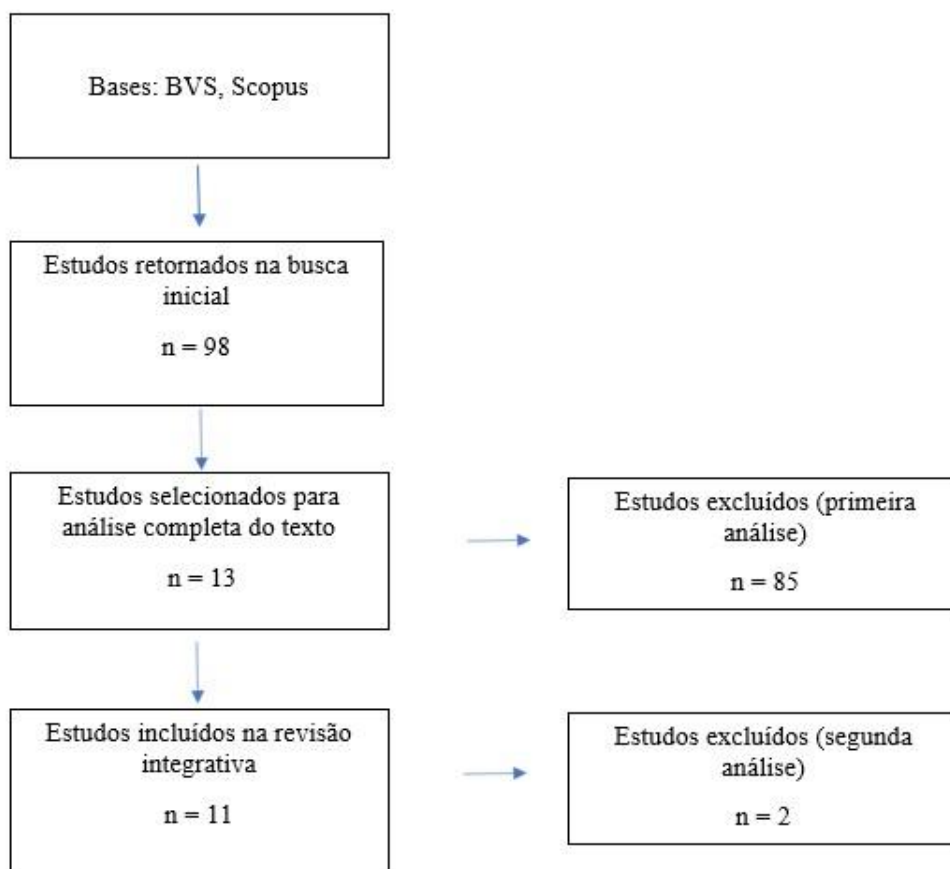 Bases: BVS, Scopus
Estudos retornados na busca
inicial
n = 98
Estudos selecionados para
análise completa do texto
n = 13
Estudos excluídos (primeira
análise)
n = 85
Estudos incluídos na revisão
integrativa
n = 11
Estudos excluídos (segunda
análise)
n = 2